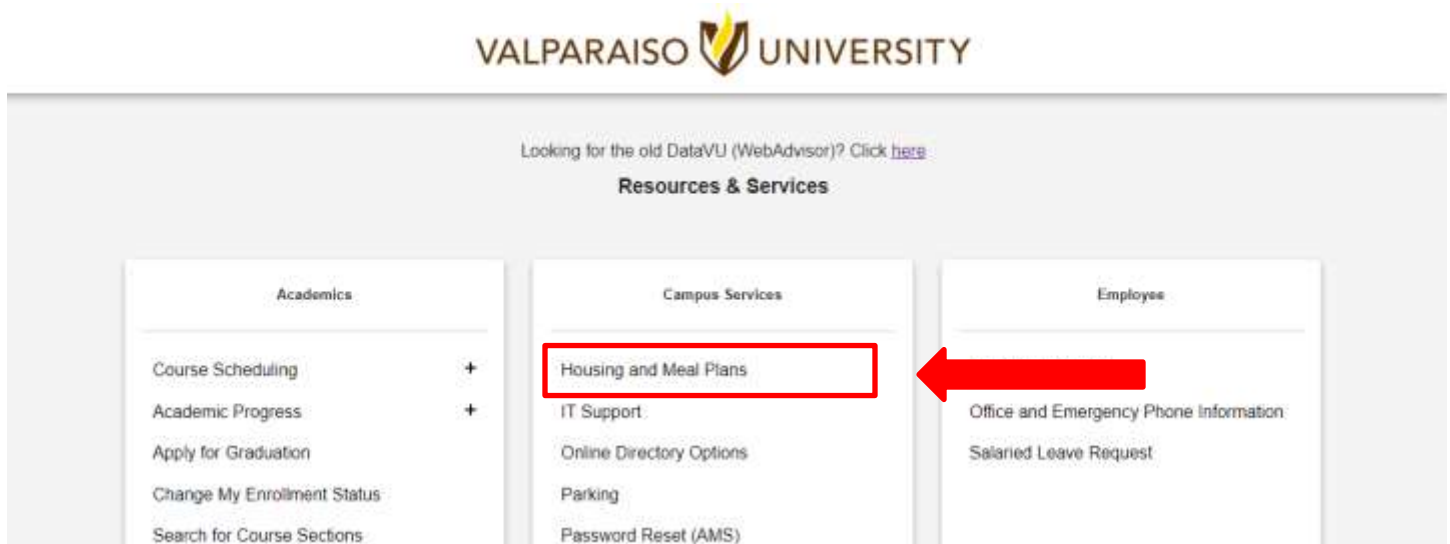 VALPARAISO UNIVERSITY
Looking for the old DataVU (WebAdvisor)? Click here
Resources & Services
Academics
Course Scheduling +
Academic Progress +
Apply for Graduation
Change My Enrollment Status
Search for Course Sections
Campus Services
Housing and Meal Plans
IT Support
Online Directory Options
Parking
Password Reset (AMS)
Employee
Office and Emergency Phone Information
Salaried Leave Request